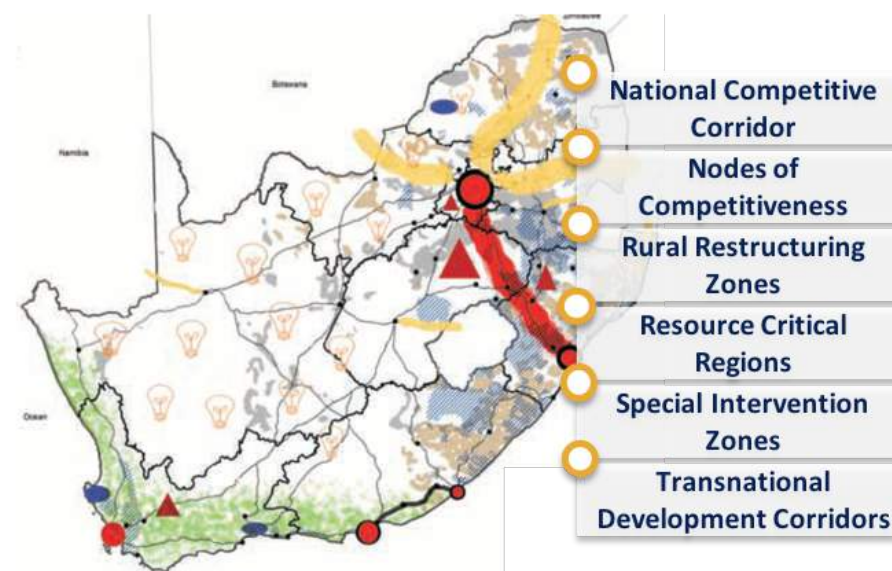 Zimbabwe
Botswana
Namibia
Ocean
National Competitive
Corridor
Nodes of
Competitiveness
Rural Restructuring
Zones
Resource Critical
Regions
Special Intervention
Zones
Transnational
Development Corridors